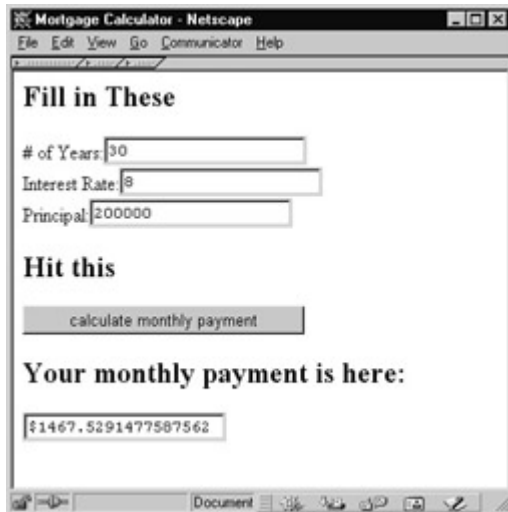 Mortgage Calculator - Netscape
File Edit View Go Communicator Help
Fill in These
# of Years: 30
Interest Rate: 8
Principal: 200000
Hit this
calculate monthly payment
Your monthly payment is here:
$1467.5291477587562
Document